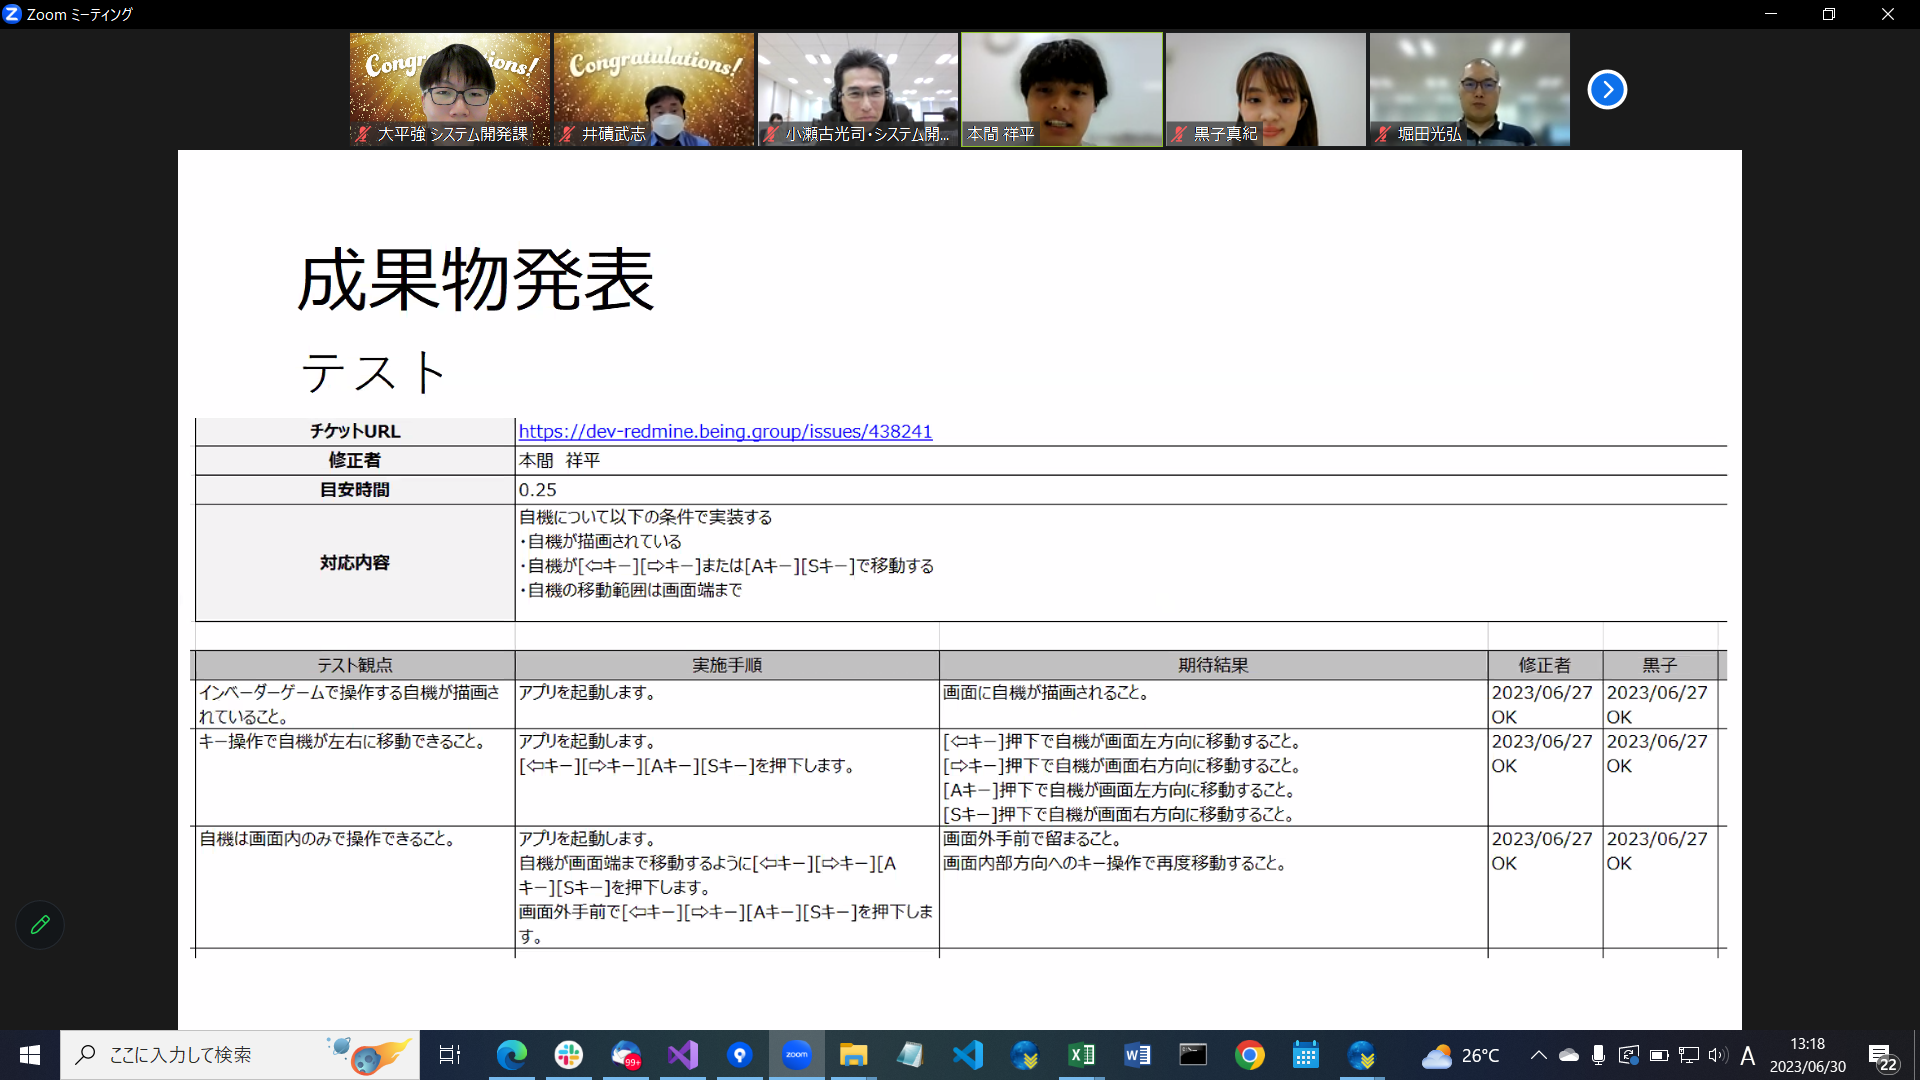 Zoom ミーティング
Congratulations!
Congratulations!
大平強 システム開発課
井磧武志
小瀬古光司・システム開...
本間 祥平
黒子真紀
堀田光弘
成果物発表
テスト
チケットURL
https://dev-redmine.being.group/issues/438241
修正者
本間　祥平
目安時間
0.25
対応内容
自機について以下の条件で実装する
・自機が描画されている
・自機が[⇦キー][⇨キー]または[Aキー][Sキー]で移動する
・自機の移動範囲は画面端まで
テスト観点 実施手順 期待結果 修正者 黒子
インベーダーゲームで操作する自機が描画さ
れていること。
アプリを起動します。
画面に自機が描画されること。
2023/06/27
OK
2023/06/27
OK
キー操作で自機が左右に移動できること。
アプリを起動します。
[⇦キー][⇨キー][Aキー][Sキー]を押下します。
[⇦キー]押下で自機が画面左方向に移動すること。
[⇨キー]押下で自機が画面右方向に移動すること。
[Aキー]押下で自機が画面左方向に移動すること。
[Sキー]押下で自機が画面右方向に移動すること。
2023/06/27
OK
2023/06/27
OK
自機は画面内のみで操作できること。
アプリを起動します。
自機が画面端まで移動するように[⇦キー][⇨キー][A
キー][Sキー]を押下します。
画面外手前で[⇦キー][⇨キー][Aキー][Sキー]を押下しま
す。
画面外手前で留まること。
画面内部方向へのキー操作で再度移動すること。
2023/06/27
OK
2023/06/27
OK
ここに入力して検索
99+
zoom
26°C
A
13:18
2023/06/30
22